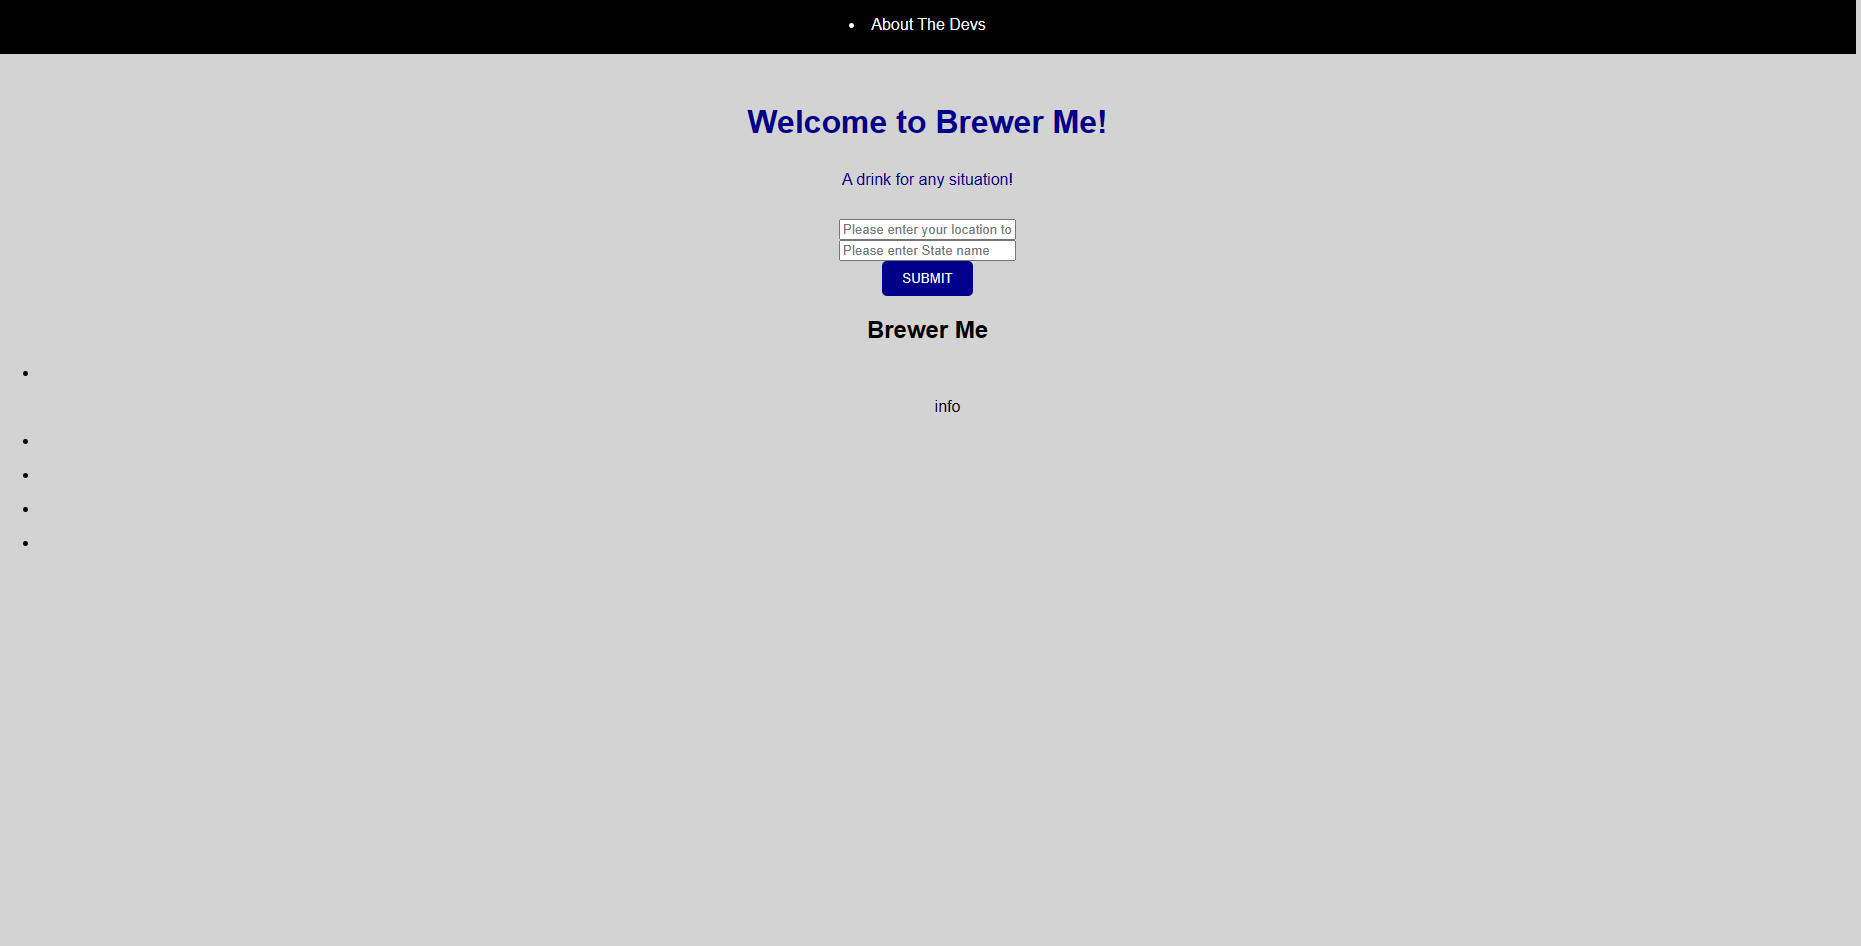 About The Devs
Welcome to Brewer Me!
A drink for any situation!
Please enter your location to
Please enter State name
SUBMIT
Brewer Me
info